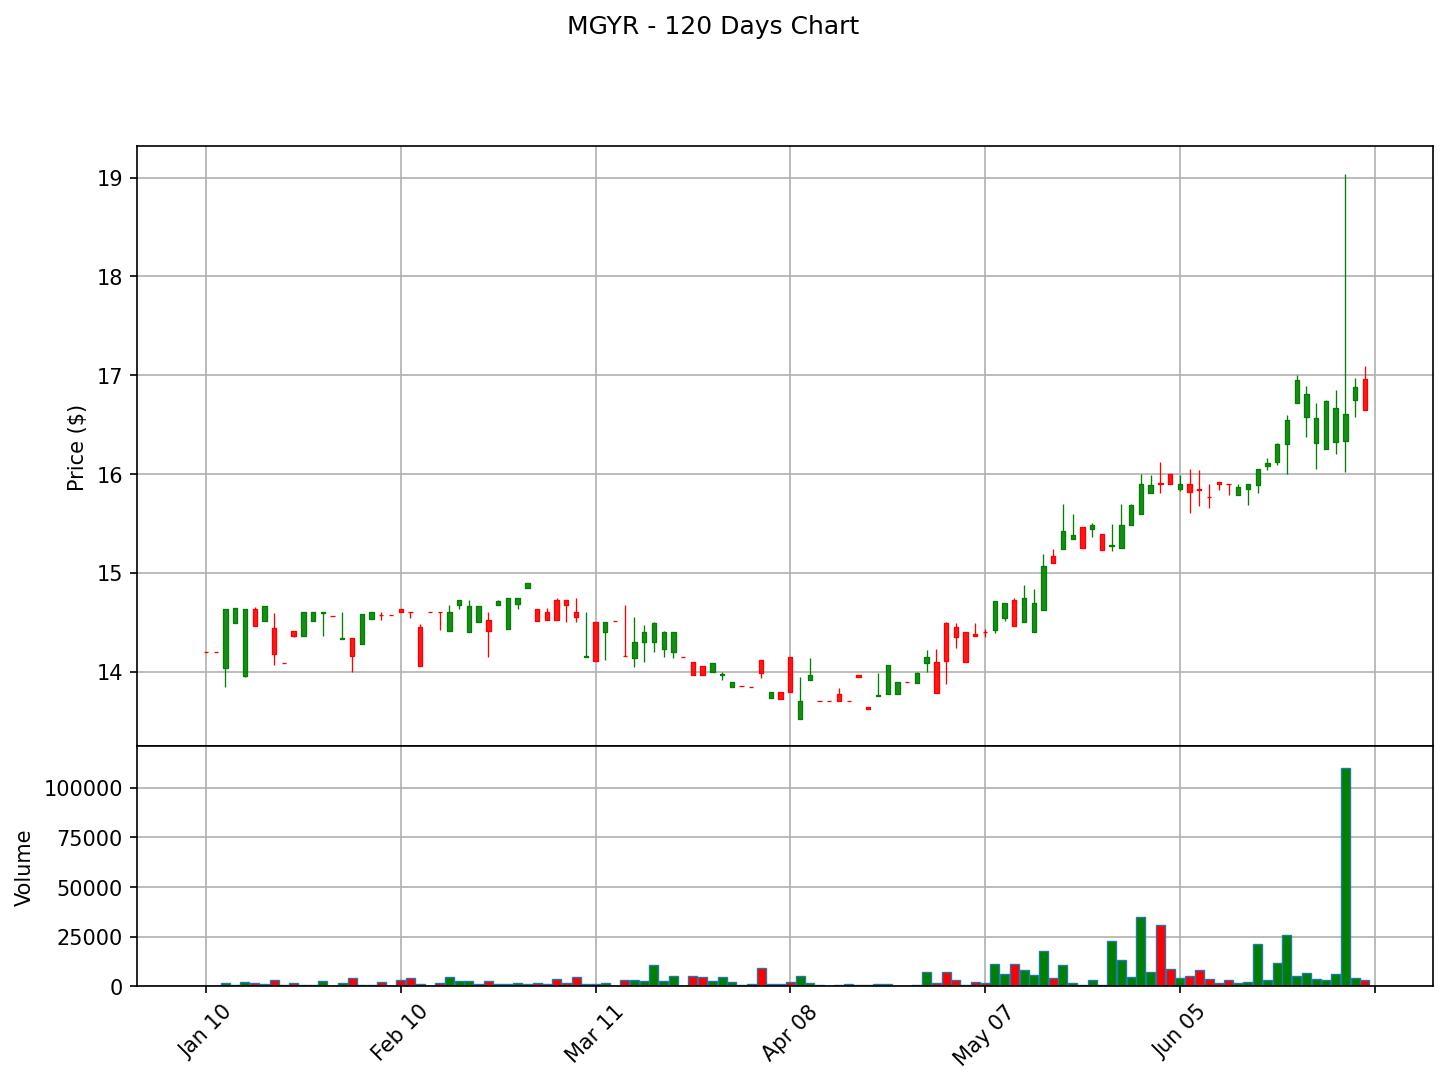 MGYR - 120 Days Chart
19
18
17
16
15
14
Price ($)
100000
75000
50000
25000
0
Volume
Jan 10
Feb 10
Mar 11
Apr 08
May 07
Jun 05